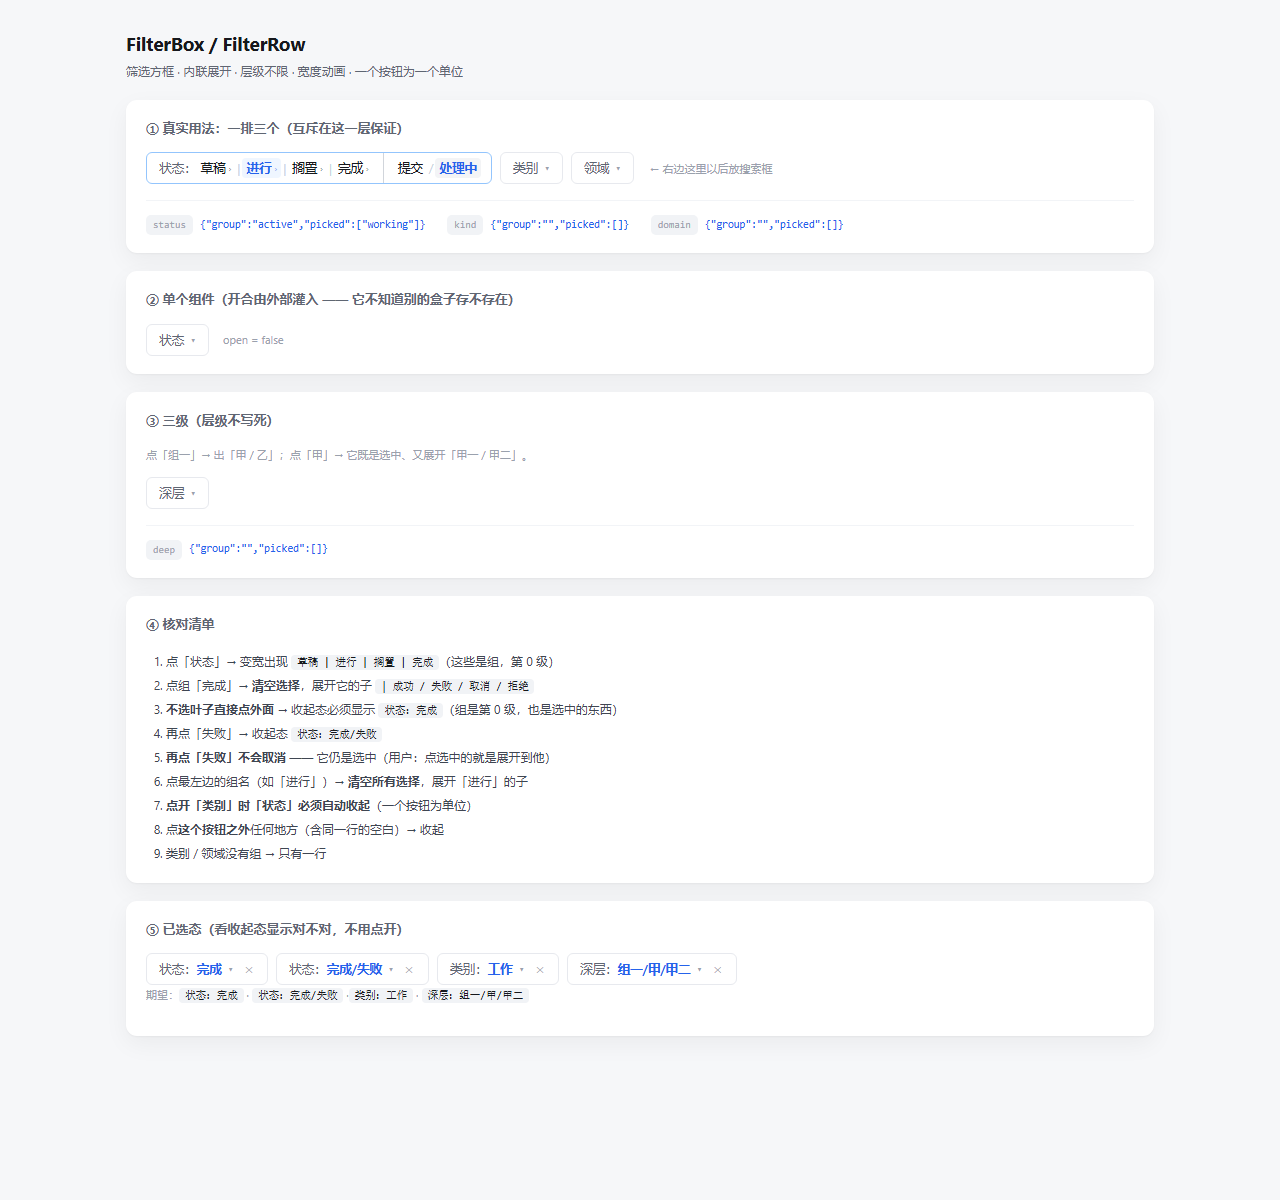 FilterBox / FilterRow
筛选方框 · 内联展开 · 层级不限 · 宽度动画 · 一个按钮为一个单位
① 真实用法：一排三个（互斥在这一层保证）
状态： 草稿 › | 进行 › | 搁置 › | 完成 › 提交 / 处理中 类别 ▾ 领域 ▾ ← 右边这里以后放搜索框
status {"group":"active","picked":["working"]} kind {"group":"","picked":[]} domain {"group":"","picked":[]}
② 单个组件（开合由外部灌入 —— 它不知道别的盒子存不存在）
状态 ▾ open = false
③ 三级（层级不写死）
点「组一」→ 出「甲 / 乙」；点「甲」→ 它既是选中、又展开「甲一 / 甲二」。
深层 ▾
deep {"group":"","picked":[]}
④ 核对清单
1. 点「状态」→ 变宽出现 草稿 | 进行 | 搁置 | 完成 （这些是组，第 0 级）
2. 点组「完成」→ 清空选择，展开它的子 | 成功 / 失败 / 取消 / 拒绝
3. 不选叶子直接点外面 → 收起态必须显示 状态：完成 （组是第 0 级，也是选中的东西）
4. 再点「失败」→ 收起态 状态：完成/失败
5. 再点「失败」不会取消 —— 它仍是选中（用户：点选中的就是展开到他）
6. 点最左边的组名（如「进行」）→ 清空所有选择，展开「进行」的子
7. 点开「类别」时「状态」必须自动收起（一个按钮为单位）
8. 点这个按钮之外任何地方（含同一行的空白）→ 收起
9. 类别 / 领域没有组 → 只有一行
⑤ 已选态（看收起态显示对不对，不用点开）
状态：完成 ▾ × 状态：完成/失败 ▾ × 类别：工作 ▾ × 深层：组一/甲/甲二 ▾ ×
期望： 状态：完成 · 状态：完成/失败 · 类别：工作 · 深层：组一/甲/甲二